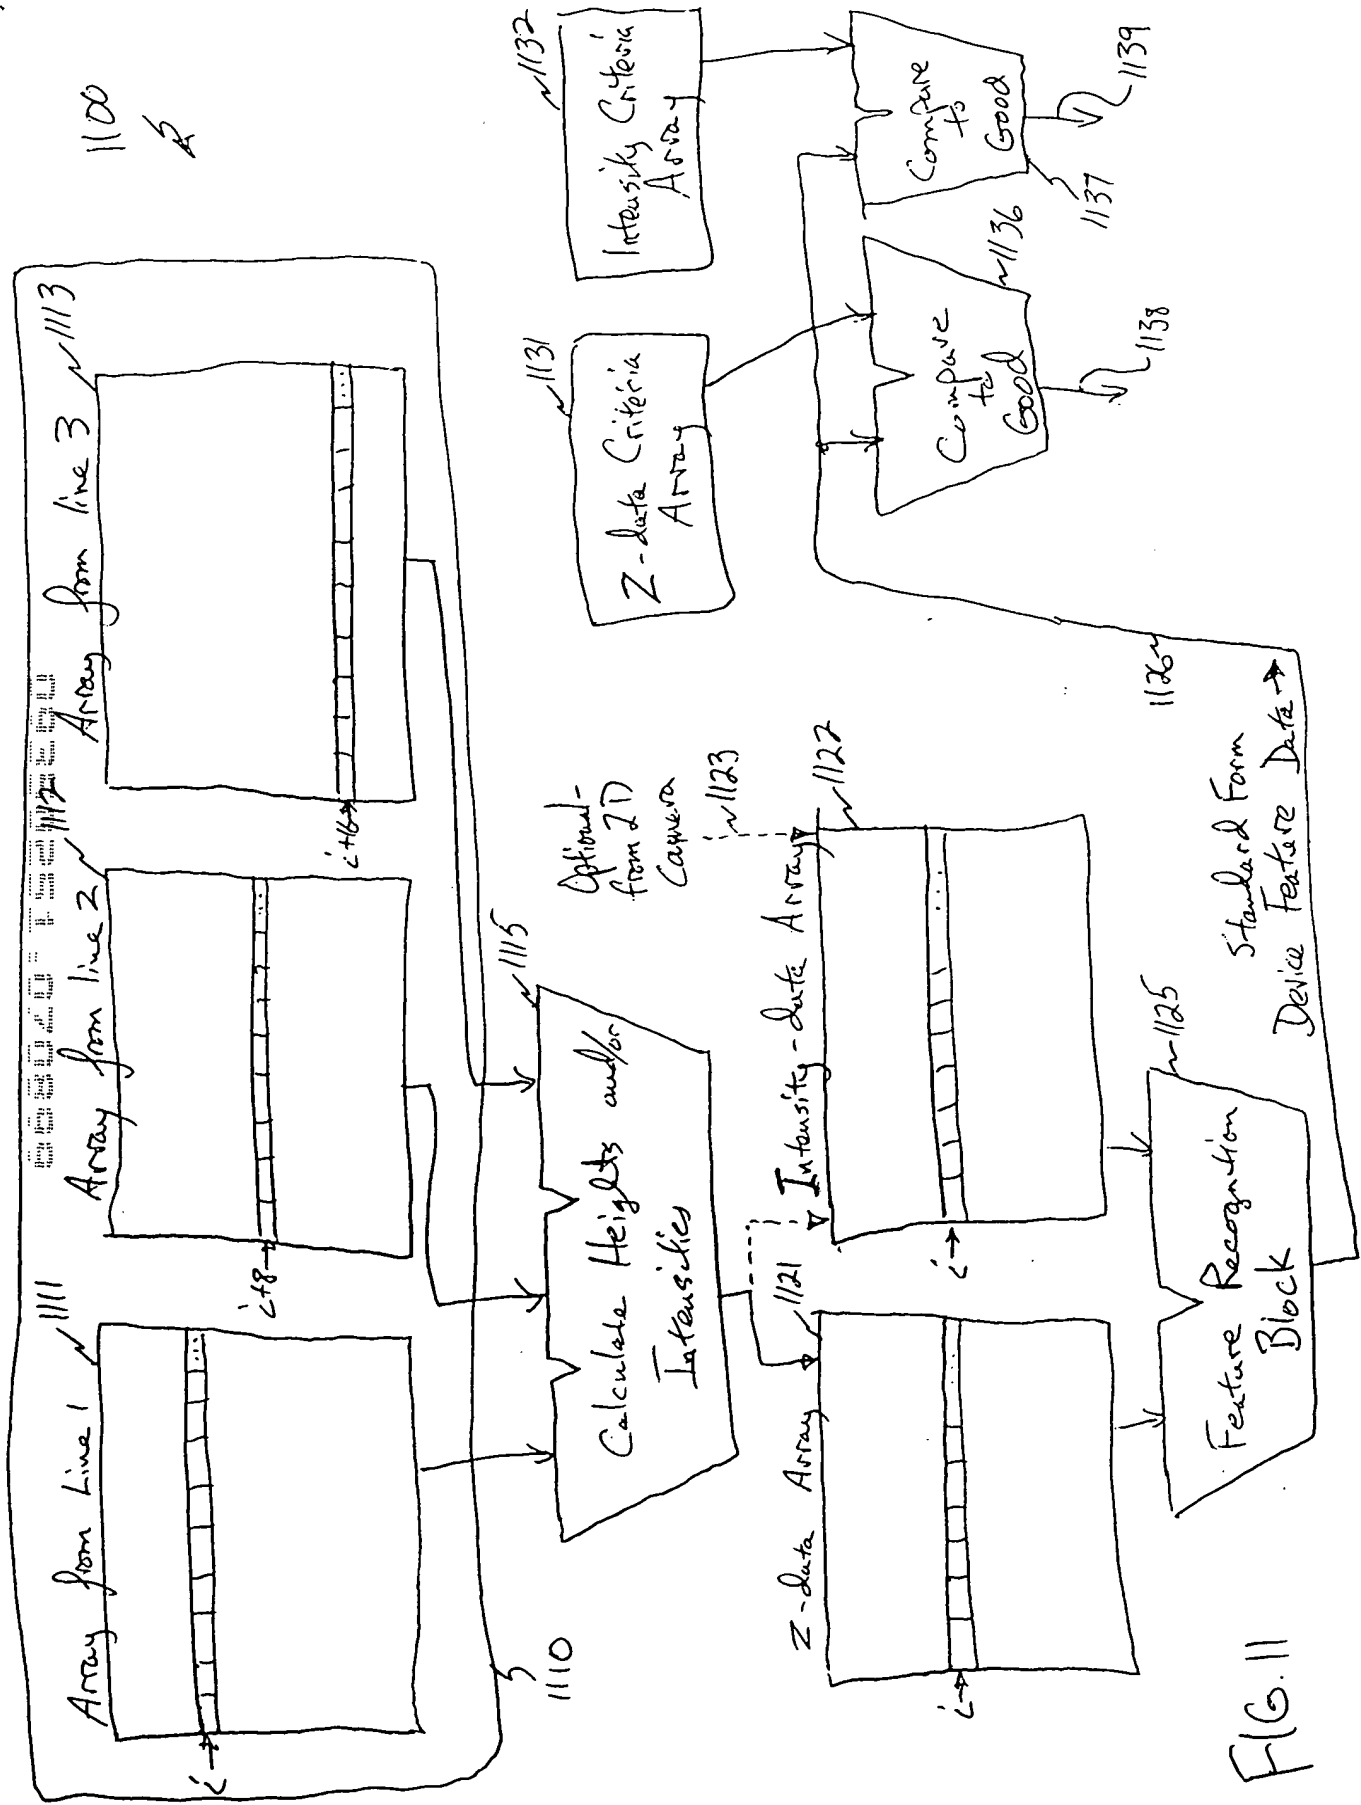 1100
1110
Array from Line 1
1111
i
Array from line 2
1112
i+8
Array from line 3
1113
i+16
Calculate Heights and/or
Intensities
1115
Optional-
from 2D
Camera
1123
Z-data Array
1121
i
Intensity-data Array
1122
i
Feature Recognition
Block
1125
Standard Form
Device Feature Data
1126
Z-data Criteria
Array
1131
Intensity Criteria
Array
1132
Compare
to
Good
1136
1138
Compare
to
Good
1137
1139
FIG. 11